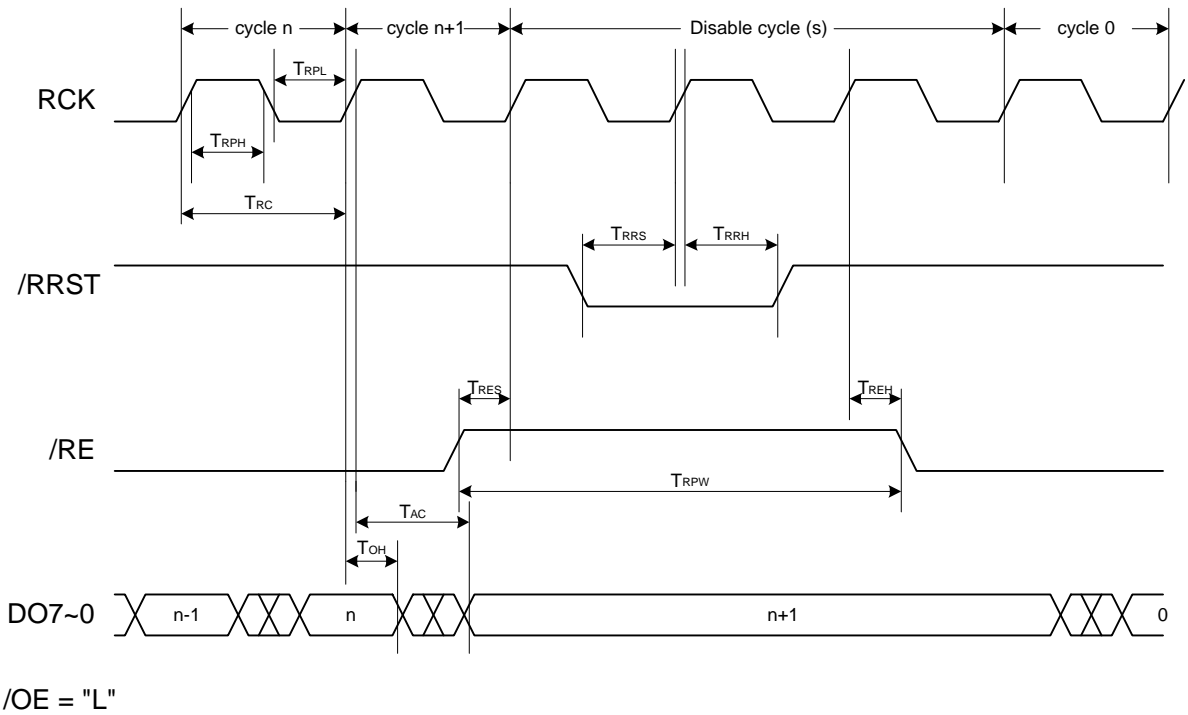 cycle n
cycle n+1
Disable cycle (s)
cycle 0
TRPL
RCK
TRPH
TRC
TRRS
TRRH
/RRST
TRES
TREH
/RE
TRPW
TAC
TOH
DO7~0
n-1
n
n+1
0
/OE = "L"